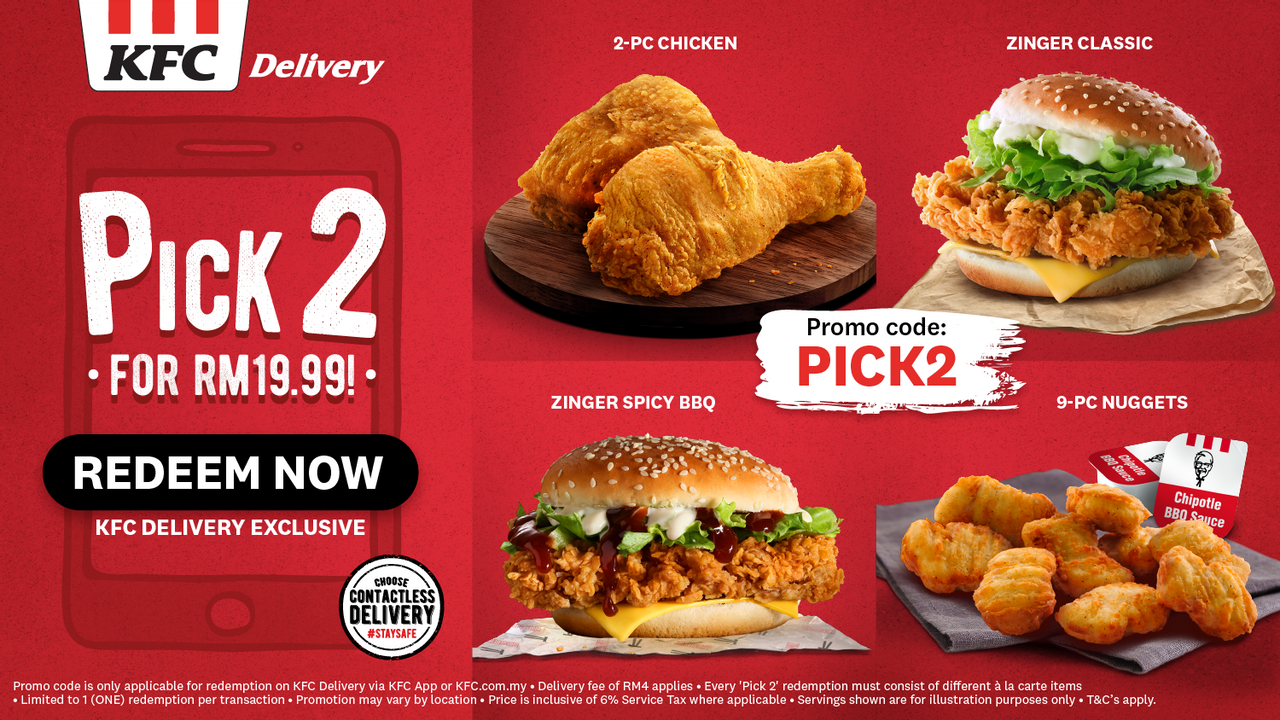 KFC Delivery
PICK 2
• FOR RM19.99! •
REDEEM NOW
KFC DELIVERY EXCLUSIVE
CHOOSE
CONTACTLESS
DELIVERY
#STAYSAFE
2-PC CHICKEN
ZINGER CLASSIC
Promo code:
PICK2
ZINGER SPICY BBQ
9-PC NUGGETS
Chipotle
BBQ Sauce
Chipotle
BBQ Sauce
Promo code is only applicable for redemption on KFC Delivery via KFC App or KFC.com.my • Delivery fee of RM4 applies • Every 'Pick 2' redemption must consist of different à la carte items
• Limited to 1 (ONE) redemption per transaction • Promotion may vary by location • Price is inclusive of 6% Service Tax where applicable • Servings shown are for illustration purposes only • T&C's apply.